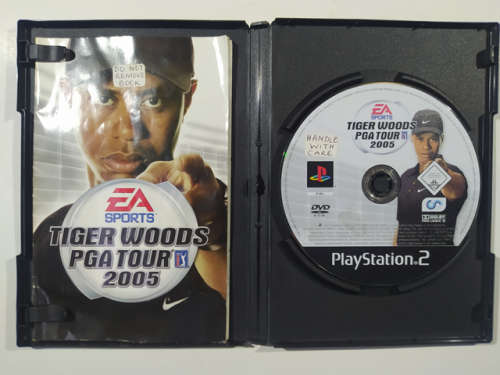 DO NOT
REMOVE
BOOK
EA
SPORTS
TIGER WOODS
PGA TOUR
2005
EA
SPORTS
TIGER WOODS
PGA TOUR
2005
HANDLE
WITH
CARE
DVD
DOLBY
PlayStation 2